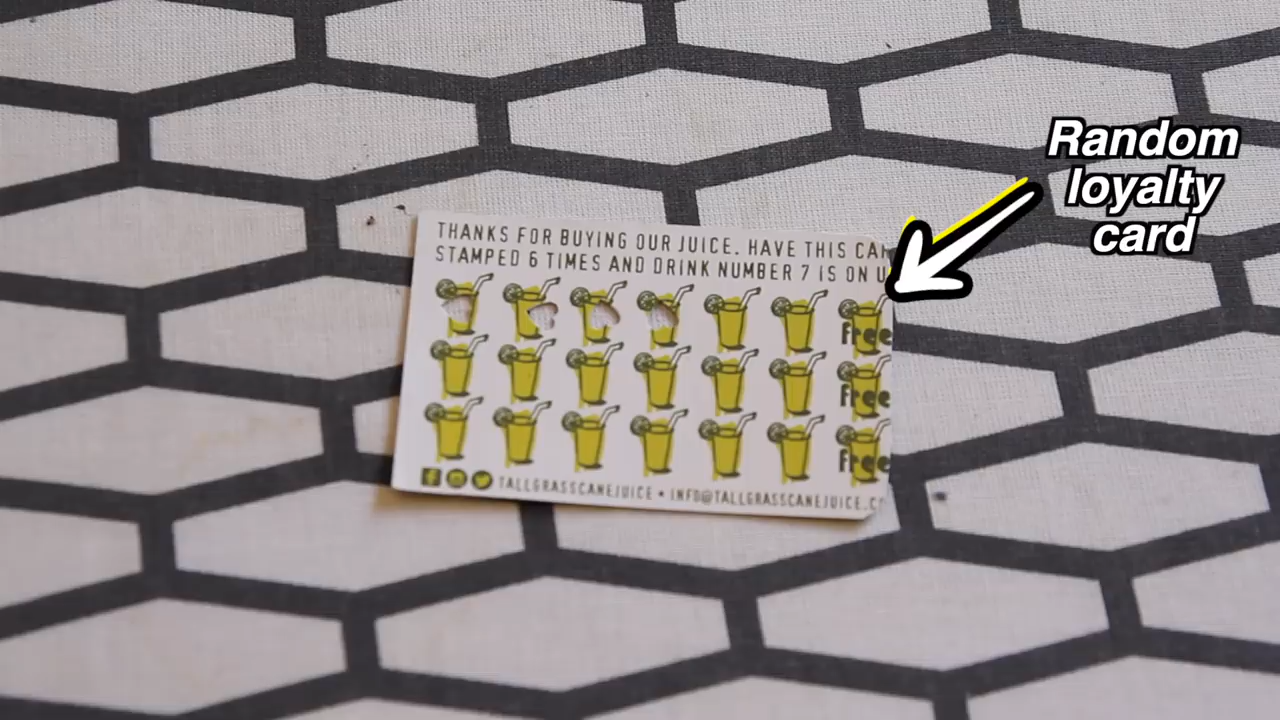 Random
loyalty
card
THANKS FOR BUYING OUR JUICE. HAVE THIS
STAMPED 6 TIMES AND DRINK NUMBER 7 IS ON
free
free
free
TALLGRASSCANEJUICE • INFO@TALLGRASSCANEJUICE.C